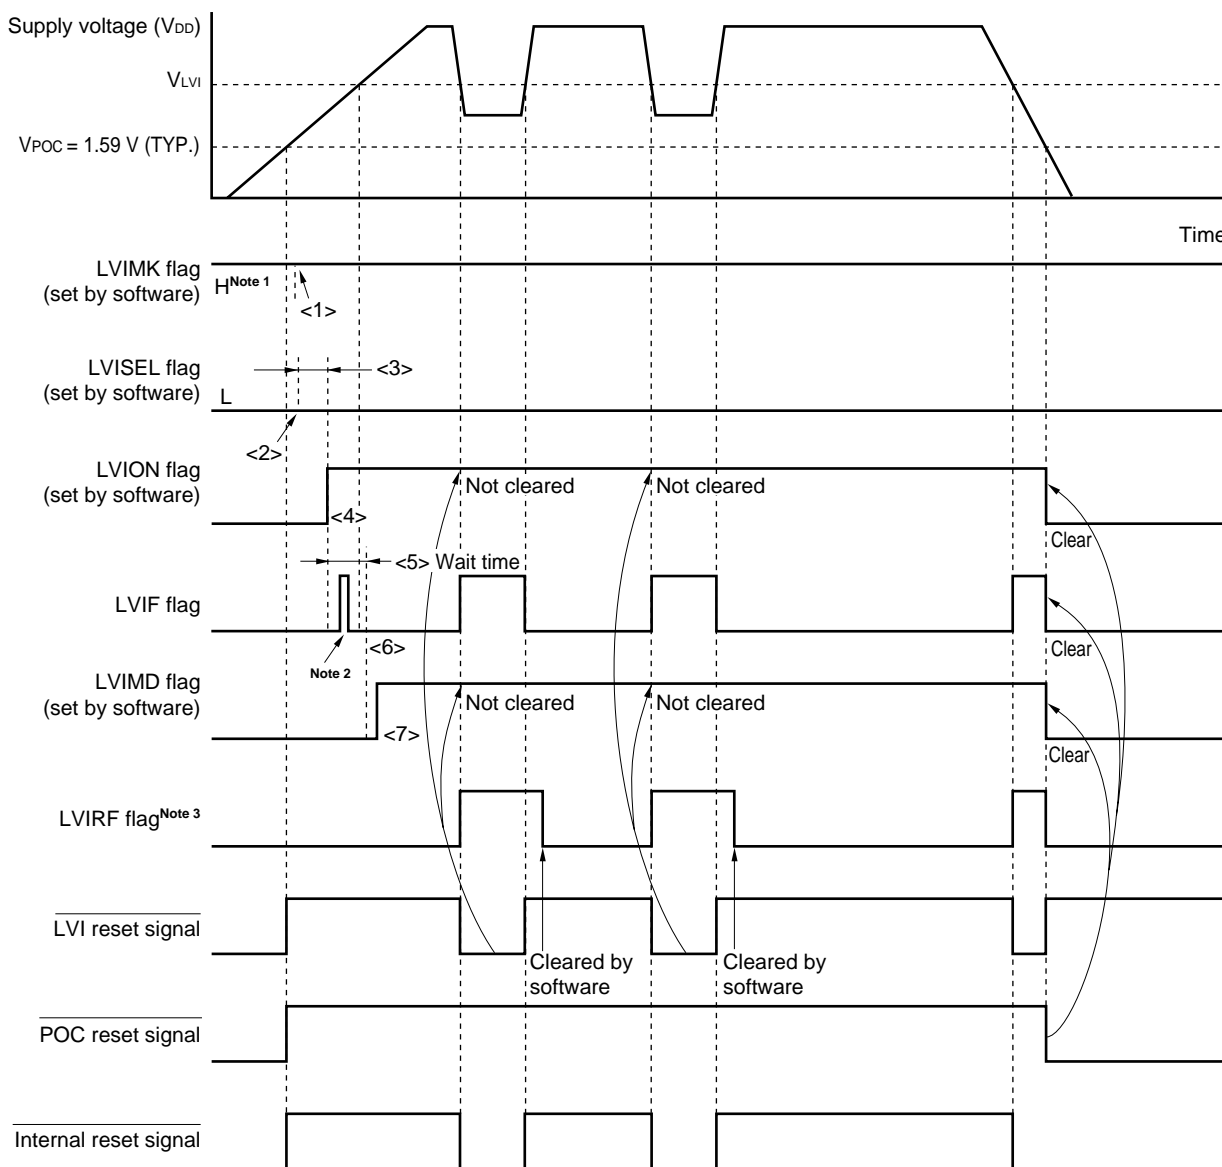 Supply voltage (VDD)
VLVI
VPOC = 1.59 V (TYP.)
Time
LVIMK flag
(set by software)
HNote 1
<1>
LVISEL flag
(set by software)
<3>
L
<2>
LVION flag
(set by software)
Not cleared
Not cleared
<4>
Clear
<5> Wait time
LVIF flag
<6>
Note 2
Clear
LVIMD flag
(set by software)
Not cleared
Not cleared
<7>
Clear
LVIRF flagNote 3
LVI reset signal
Cleared by
software
Cleared by
software
POC reset signal
Internal reset signal